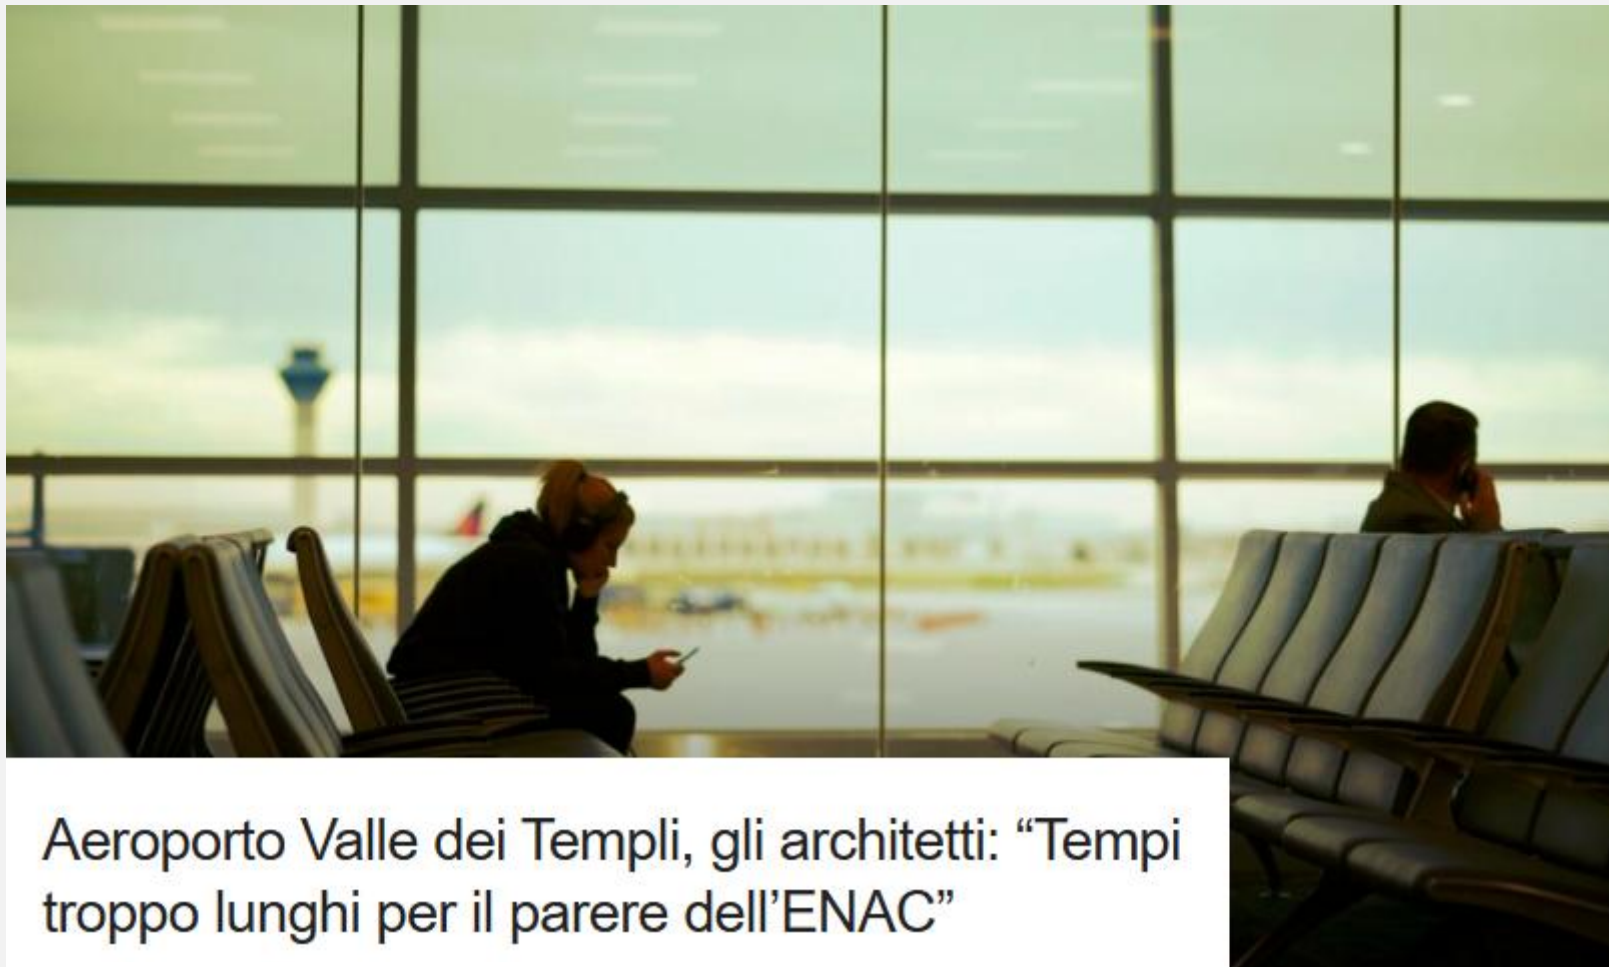 Aeroporto Valle dei Templi, gli architetti: “Tempi
troppo lunghi per il parere dell’ENAC”